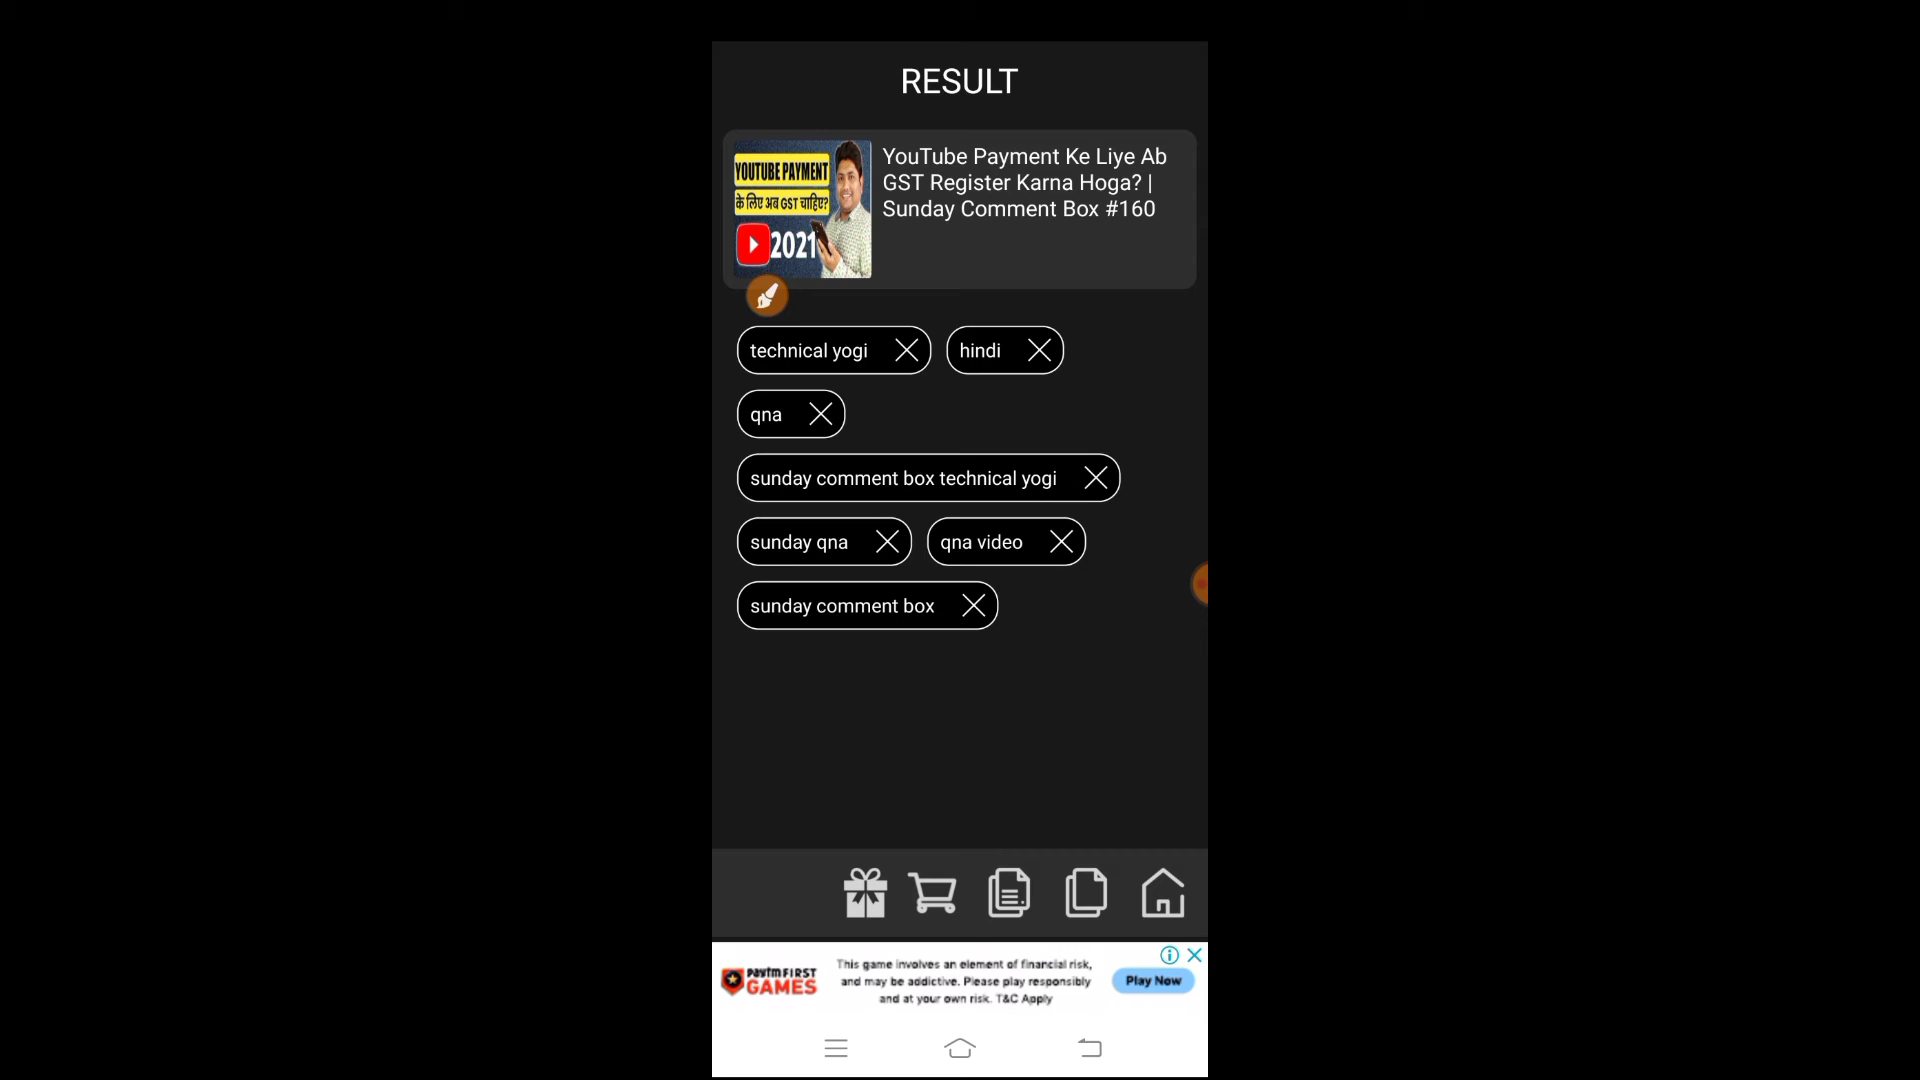 RESULT
YOUTUBE PAYMENT
के लिए अब GST चाहिए?
2021
YouTube Payment Ke Liye Ab
GST Register Karna Hoga? |
Sunday Comment Box #160
technical yogi
hindi
qna
sunday comment box technical yogi
sunday qna
qna video
sunday comment box
paytm FIRST
GAMES
This game involves an element of financial risk,
and may be addictive. Please play responsibly
and at your own risk. T&C Apply
Play Now